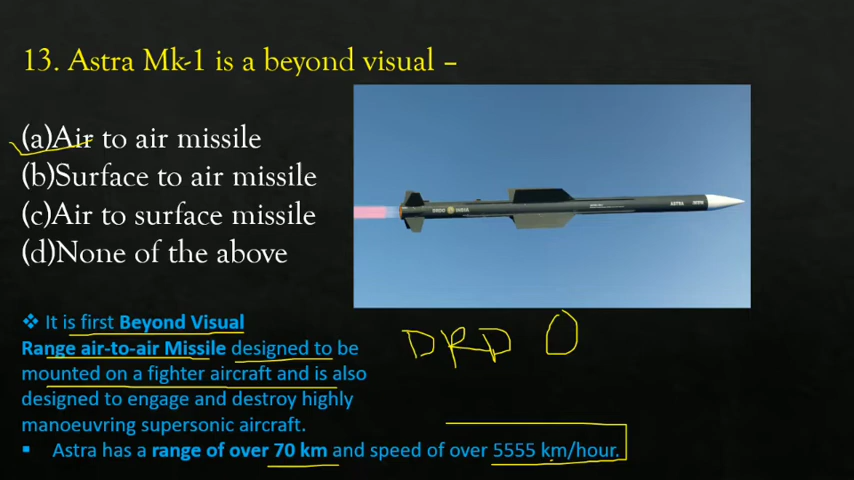 13. Astra Mk-1 is a beyond visual –
(a)Air to air missile
(b)Surface to air missile
(c)Air to surface missile
(d)None of the above
DRDO INDIA
ASTRA
❖ It is first Beyond Visual
Range air-to-air Missile designed to be
mounted on a fighter aircraft and is also
designed to engage and destroy highly
manoeuvring supersonic aircraft.
DRDO
▪ Astra has a range of over 70 km and speed of over 5555 km/hour.